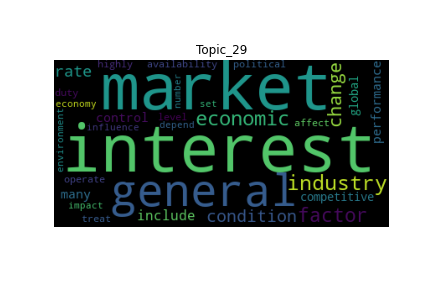 Topic_29
highly availability political
rate market change global performance
duty number
economy set
control economic
influence level depend affect
environment interest
operate general industry
many competitive
impact include condition factor
treat